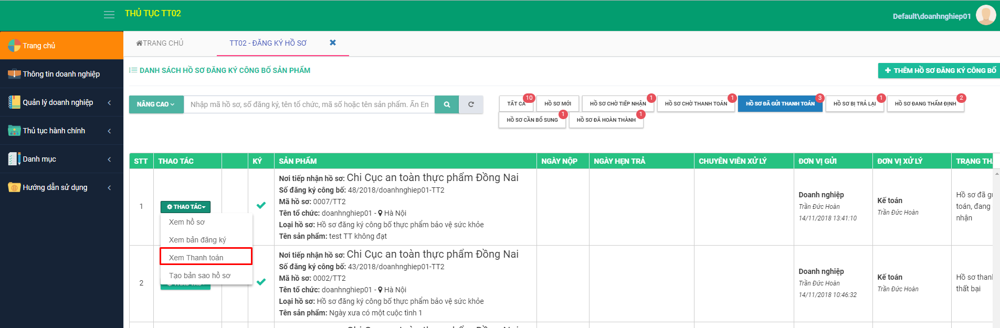 THỦ TỤC TT02
Default\doanhnghiep01
Trang chủ
Thông tin doanh nghiệp
Quản lý doanh nghiệp
Thủ tục hành chính
Danh mục
Hướng dẫn sử dụng
TRANG CHỦ
TT02 - ĐĂNG KÝ HỒ SƠ
DANH SÁCH HỒ SƠ ĐĂNG KÝ CÔNG BỐ SẢN PHẨM
THÊM HỒ SƠ ĐĂNG KÝ CÔNG BỐ
NÂNG CAO
Nhập mã hồ sơ, số đăng ký, tên tổ chức, mã số hoặc tên sản phẩm. Ấn En
TẤT CẢ 10
HỒ SƠ MỚI
HỒ SƠ CHỜ TIẾP NHẬN 1
HỒ SƠ CHỜ THANH TOÁN 1
HỒ SƠ ĐÃ GỬI THANH TOÁN 3
HỒ SƠ BỊ TRẢ LẠI 1
HỒ SƠ ĐANG THẨM ĐỊNH 2
HỒ SƠ CẦN BỔ SUNG 1
HỒ SƠ ĐÃ HOÀN THÀNH 1
STT THAO TÁC KÝ SẢN PHẨM NGÀY NỘP NGÀY HẸN TRẢ CHUYÊN VIÊN XỬ LÝ ĐƠN VỊ GỬI ĐƠN VỊ XỬ LÝ TRẠNG
1
THAO TÁC
Xem hồ sơ
Xem bản đăng ký
Xem Thanh toán
Tạo bản sao hồ sơ
Nơi tiếp nhận hồ sơ: Chi Cục an toàn thực phẩm Đồng Nai
Số đăng ký công bố: 48/2018/doanhnghiep01-TT2
Mã hồ sơ: 0007/TT2
Tên tổ chức: doanhnghiep01 - Hà Nội
Loại hồ sơ: Hồ sơ đăng ký công bố thực phẩm bảo vệ sức khỏe
Tên sản phẩm: test TT không đạt
Doanh nghiệp
Trần Đức Hoàn
14/11/2018 13:41:10
Kế toán
Trần Đức Hoàn
Hồ sơ đã
toán, đang
nhận
2
Nơi tiếp nhận hồ sơ: Chi Cục an toàn thực phẩm Đồng Nai
Số đăng ký công bố: 43/2018/doanhnghiep01-TT2
Mã hồ sơ: 0002/TT2
Tên tổ chức: doanhnghiep01 - Hà Nội
Loại hồ sơ: Hồ sơ đăng ký công bố thực phẩm bảo vệ sức khỏe
Tên sản phẩm: Ngày xưa có một cuộc tình 1
Doanh nghiệp
Trần Đức Hoàn
14/11/2018 10:46:32
Kế toán
Trần Đức Hoàn
Hồ sơ
thất bại